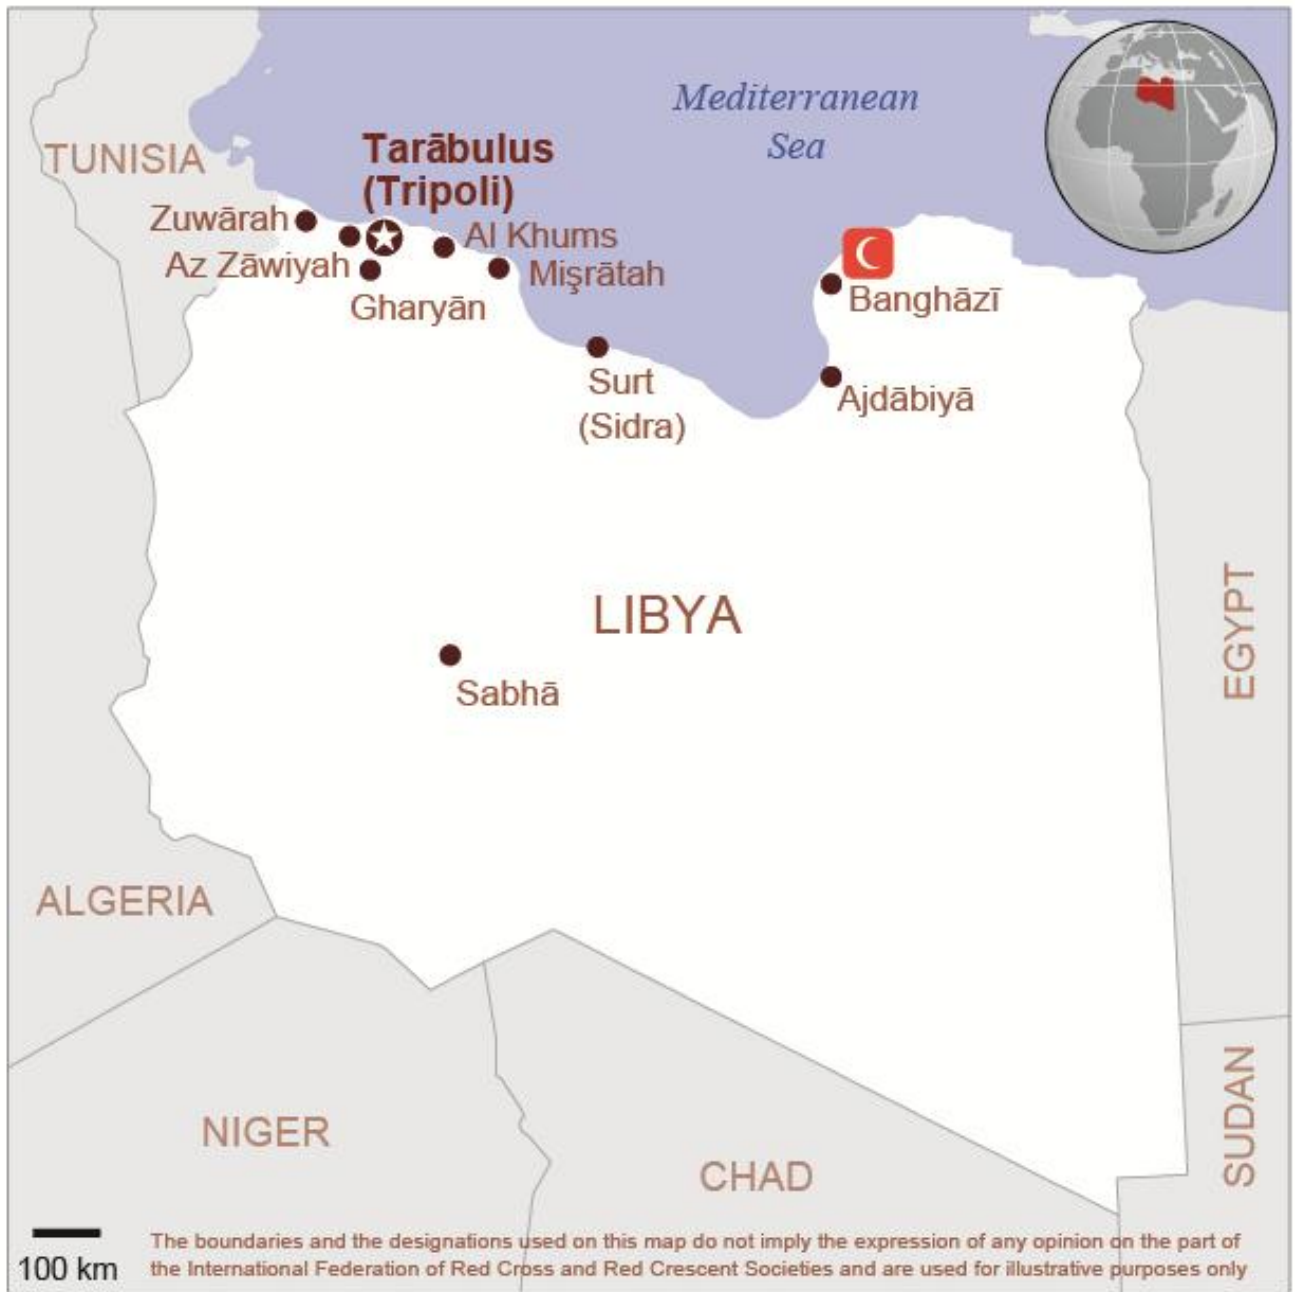 Mediterranean
Sea
TUNISIA
Tarābulus
(Tripoli)
Zuwārah
Al Khums
Az Zāwiyah
Mişrātah
Gharyān
Banghāzī
Surt
(Sidra)
Ajdābiyā
LIBYA
EGYPT
Sabhā
ALGERIA
NIGER
CHAD
SUDAN
100 km
The boundaries and the designations used on this map do not imply the expression of any opinion on the part of
the International Federation of Red Cross and Red Crescent Societies and are used for illustrative purposes only